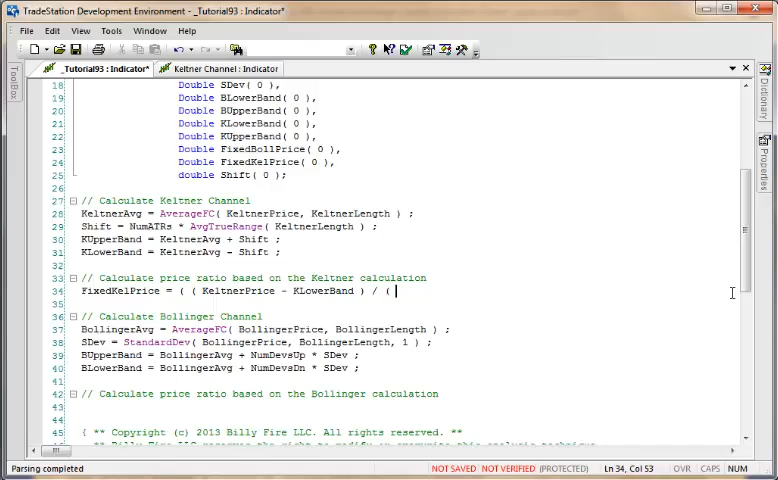 TradeStation Development Environment - _Tutorial93 : Indicator*
File Edit View Tools Window Help
_Tutorial93 : Indicator* Keltner Channel : Indicator
ToolBox
Dictionary
Properties
18 Double SDev( 0 ),
19 Double BLowerBand( 0 ),
20 Double BUpperBand( 0 ),
21 Double KLowerBand( 0 ),
22 Double KUpperBand( 0 ),
23 Double FixedBollPrice( 0 ),
24 Double FixedKelPrice( 0 ),
25 double Shift( 0 );
26
27 // Calculate Keltner Channel
28 KeltnerAvg = AverageFC( KeltnerPrice, KeltnerLength ) ;
29 Shift = NumATRs * AvgTrueRange( KeltnerLength ) ;
30 KUpperBand = KeltnerAvg + Shift ;
31 KLowerBand = KeltnerAvg - Shift ;
32
33 // Calculate price ratio based on the Keltner calculation
34 FixedKelPrice = ( ( KeltnerPrice - KLowerBand ) / (
35
36 // Calculate Bollinger Channel
37 BollingerAvg = AverageFC( BollingerPrice, BollingerLength ) ;
38 SDev = StandardDev( BollingerPrice, BollingerLength, 1 ) ;
39 BUpperBand = BollingerAvg + NumDevsUp * SDev ;
40 BLowerBand = BollingerAvg + NumDevsDn * SDev ;
41
42 // Calculate price ratio based on the Bollinger calculation
43
44
45 { ** Copyright (c) 2013 Billy Fire LLC. All rights reserved. **
Parsing completed NOT SAVED NOT VERIFIED (PROTECTED) Ln 34, Col 53 OVR CAPS NUM